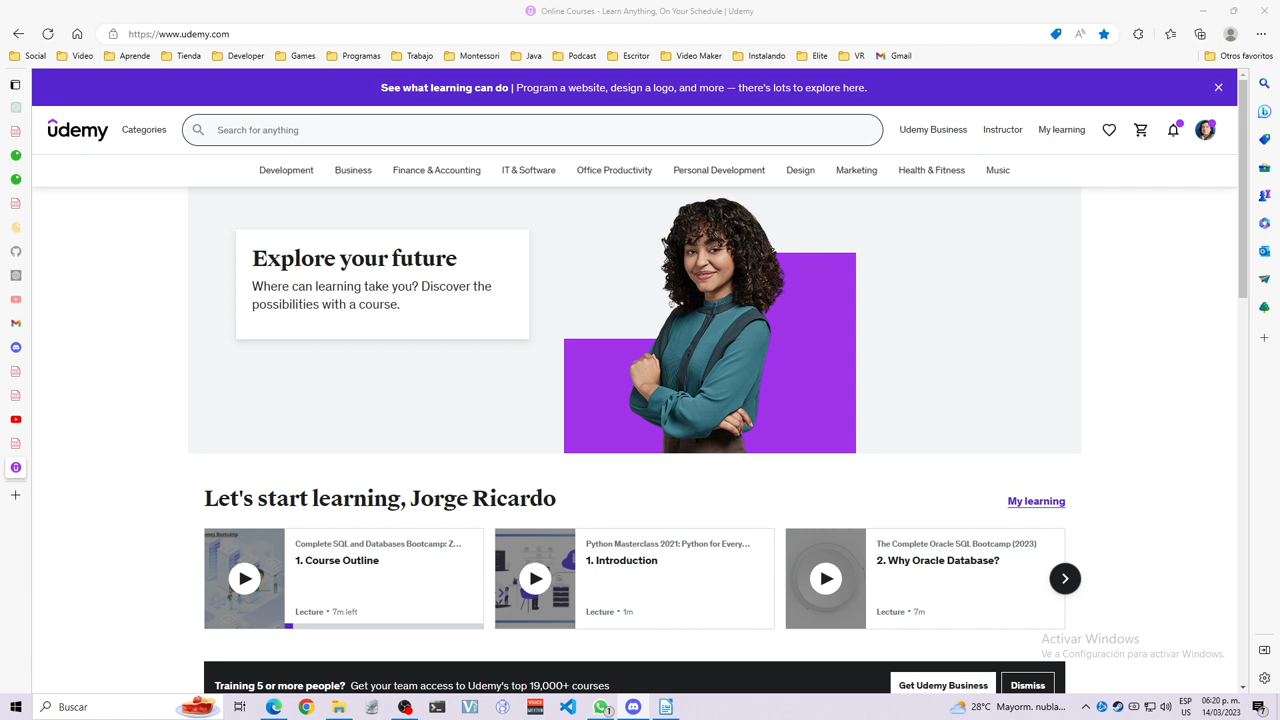 Online Courses - Learn Anything, On Your Schedule | Udemy
https://www.udemy.com
Social Video Aprende Tienda Developer Games Programas Trabajo Montessori Java Podcast Escritor Video Maker Instalando Elite VR Gmail Otros favoritos
See what learning can do | Program a website, design a logo, and more — there's lots to explore here.
udemy Categories Search for anything Udemy Business Instructor My learning
Development Business Finance & Accounting IT & Software Office Productivity Personal Development Design Marketing Health & Fitness Music
Explore your future
Where can learning take you? Discover the
possibilities with a course.
Let's start learning, Jorge Ricardo
My learning
Complete SQL and Databases Bootcamp: Z...
1. Course Outline
Lecture • 7m left
Python Masterclass 2021: Python for Every...
1. Introduction
Lecture • 1m
The Complete Oracle SQL Bootcamp (2023)
2. Why Oracle Database?
Lecture • 7m
Activar Windows
Ve a Configuración para activar Windows.
Training 5 or more people? Get your team access to Udemy's top 19,000+ courses
Get Udemy Business Dismiss
Buscar
28°C Mayorm. nubla...
ESP
US
06:20 p. m.
14/03/2023